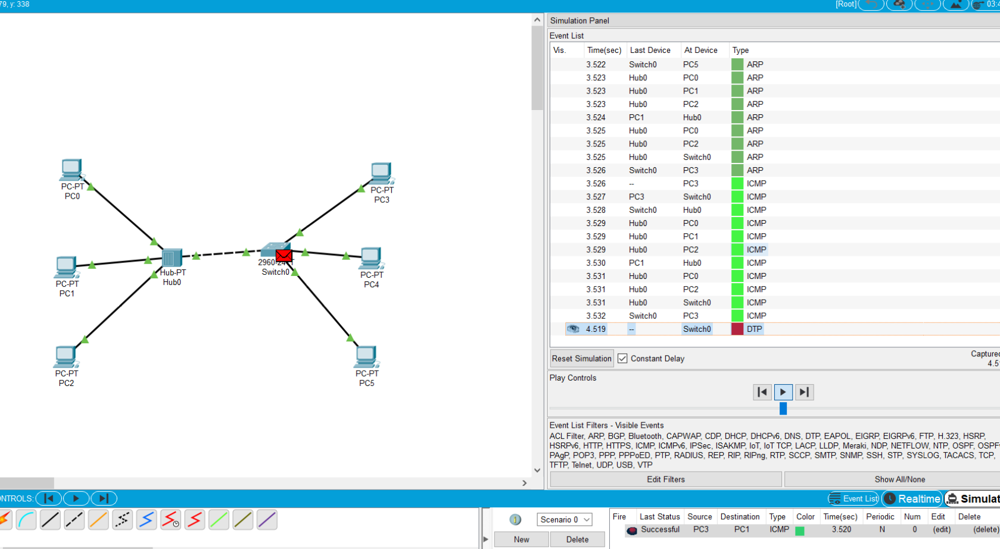 79, y: 338
[Root]
03:4
Simulation Panel
Event List
Vis. Time(sec) Last Device At Device Type
3.522 Switch0 PC5 ARP
3.523 Hub0 PC0 ARP
3.523 Hub0 PC1 ARP
3.523 Hub0 PC2 ARP
3.524 PC1 Hub0 ARP
3.525 Hub0 PC0 ARP
3.525 Hub0 PC2 ARP
3.525 Hub0 Switch0 ARP
3.526 Switch0 PC3 ARP
3.526 -- PC3 ICMP
3.527 PC3 Switch0 ICMP
3.528 Switch0 Hub0 ICMP
3.529 Hub0 PC0 ICMP
3.529 Hub0 PC1 ICMP
3.529 Hub0 PC2 ICMP
3.530 PC1 Hub0 ICMP
3.531 Hub0 PC0 ICMP
3.531 Hub0 PC2 ICMP
3.531 Hub0 Switch0 ICMP
3.532 Switch0 PC3 ICMP
4.519 -- Switch0 DTP
PC-PT
PC0
PC-PT
PC3
PC-PT
PC1
Hub-PT
Hub0
Switch0
PC-PT
PC4
PC-PT
PC2
PC-PT
PC5
Reset Simulation Constant Delay
Captured
4.5
Play Controls
Event List Filters - Visible Events
ACL Filter, ARP, BGP, Bluetooth, CAPWAP, CDP, DHCP, DHCPv6, DNS, DTP, EAPOL, EIGRP, EIGRPv6, FTP, H.323, HSRP,
HSRPv6, HTTP, HTTPS, ICMP, ICMPv6, IPSec, ISAKMP, IoT, IoT TCP, LACP, LLDP, Meraki, NDP, NETFLOW, NTP, OSPF, OSPFv
PAgP, POP3, PPP, PPPoED, PTP, RADIUS, REP, RIP, RIPng, RTP, SCCP, SMTP, SNMP, SSH, STP, SYSLOG, TACACS, TCP,
TFTP, Telnet, UDP, USB, VTP
Edit Filters Show All/None
ONTROLS:
Event List Realtime Simulat
Scenario 0
New Delete
Fire Last Status Source Destination Type Color Time(sec) Periodic Num Edit Delete
Successful PC3 PC1 ICMP 3.520 N 0 (edit) (delete)